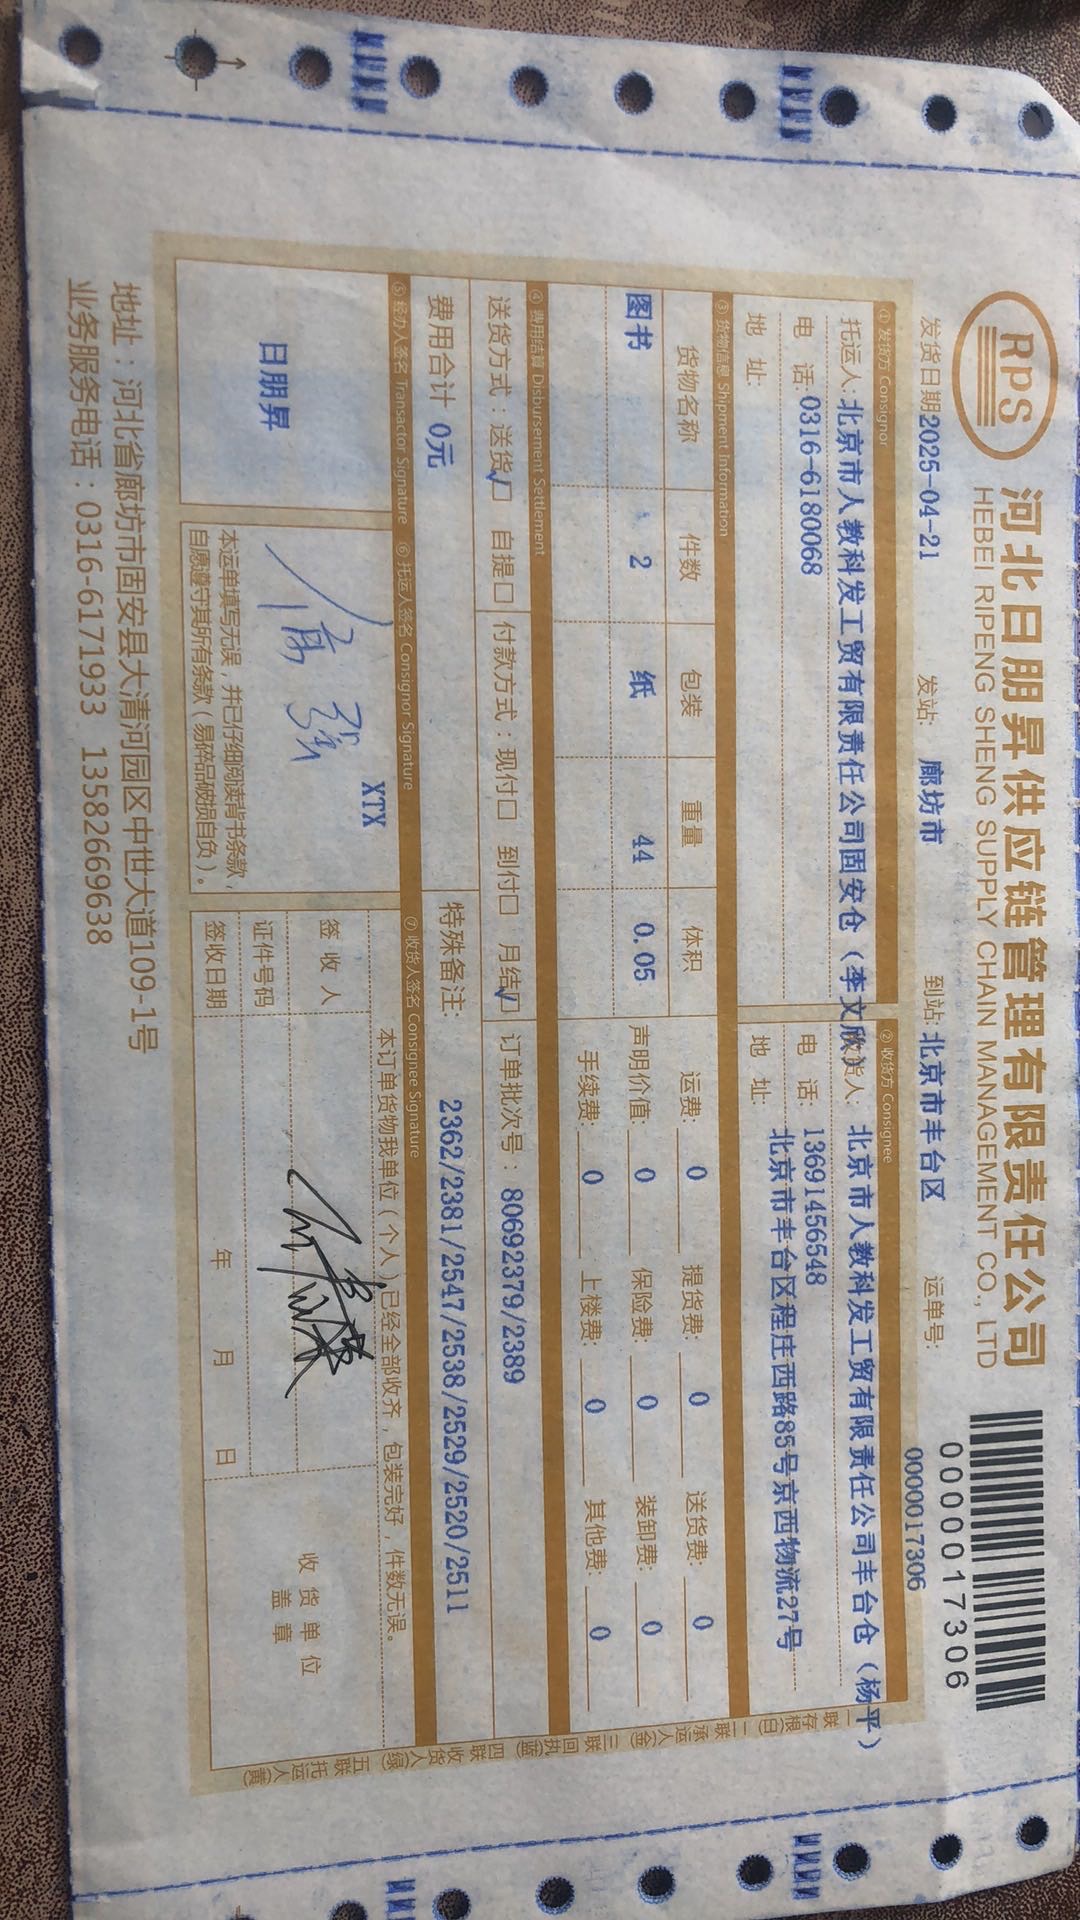 RPS
河北日朋昇供应链管理有限责任公司
HEBEI RIPENG SHENG SUPPLY CHAIN MANAGEMENT CO., LTD
0000017306
发货日期2025-04-21 发站: 廊坊市 到站: 北京市丰台区 运单号: 0000017306
① 发货方 Consignor
② 收货方 Consignee
托运人: 北京市人教科发工贸有限责任公司固安仓（李文欣）
电 话: 0316-6180068
地 址:
货人: 北京市人教科发工贸有限责任公司丰台仓（杨平）
电 话: 13691456548
地 址: 北京市丰台区程庄西路85号京西物流27号
③ 货物信息 Shipment Information
货物名称 件数 包装 重量 体积
图书 2 纸 44 0.05
运费: 0 提货费: 0 送货费: 0
声明价值: 0 保险费: 0 装卸费: 0
手续费: 0 上楼费: 0 其他费: 0
④ 费用结算 Disbursement Settlement
送货方式：送货☑ 自提□ 付款方式：现付□ 到付□ 月结☑ 订单批次号：80692379/2389
费用合计 0元
特殊备注: 2362/2381/2547/2538/2529/2520/2511
⑤ 经办人签名 Transactor Signature ⑥ 托运人签名 Consignor Signature ⑦ 收货人签名 Consignee Signature
日朋昇
XTX
本运单填写无误，并已仔细阅读背书条款，
自愿遵守其所有条款（易碎品破损自负）。
本订单货物我单位（个人）已经全部收齐，包装完好，件数无误。
签 收 人
证件号码
签收日期 年 月 日
收货单位
盖章
一联存根(日) 二联承运人(金) 三联回执(蓝) 四联收货人(绿) 五联托运人(黄)
地址：河北省廊坊市固安县大清河园区中世大道109-1号
业务服务电话：0316-6171933 13582669638